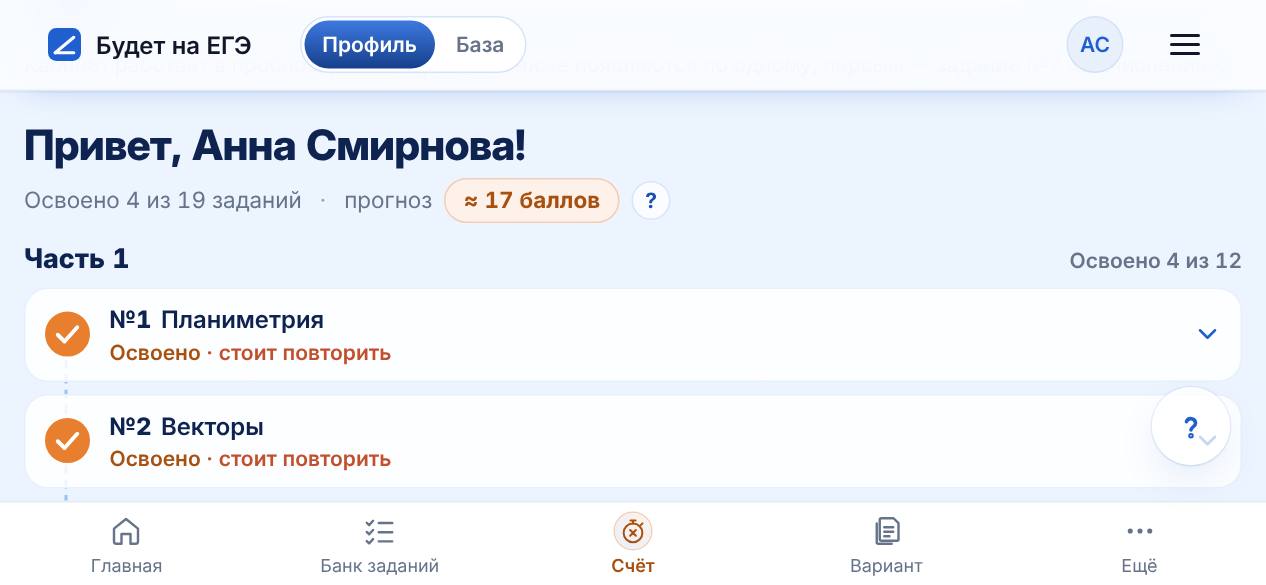 Будет на ЕГЭ
Профиль
База
АС
Привет, Анна Смирнова!
Освоено 4 из 19 заданий · прогноз ≈ 17 баллов ?
Часть 1
Освоено 4 из 12
№1 Планиметрия
Освоено · стоит повторить
№2 Векторы
Освоено · стоит повторить
?
Главная
Банк заданий
Счёт
Вариант
Ещё